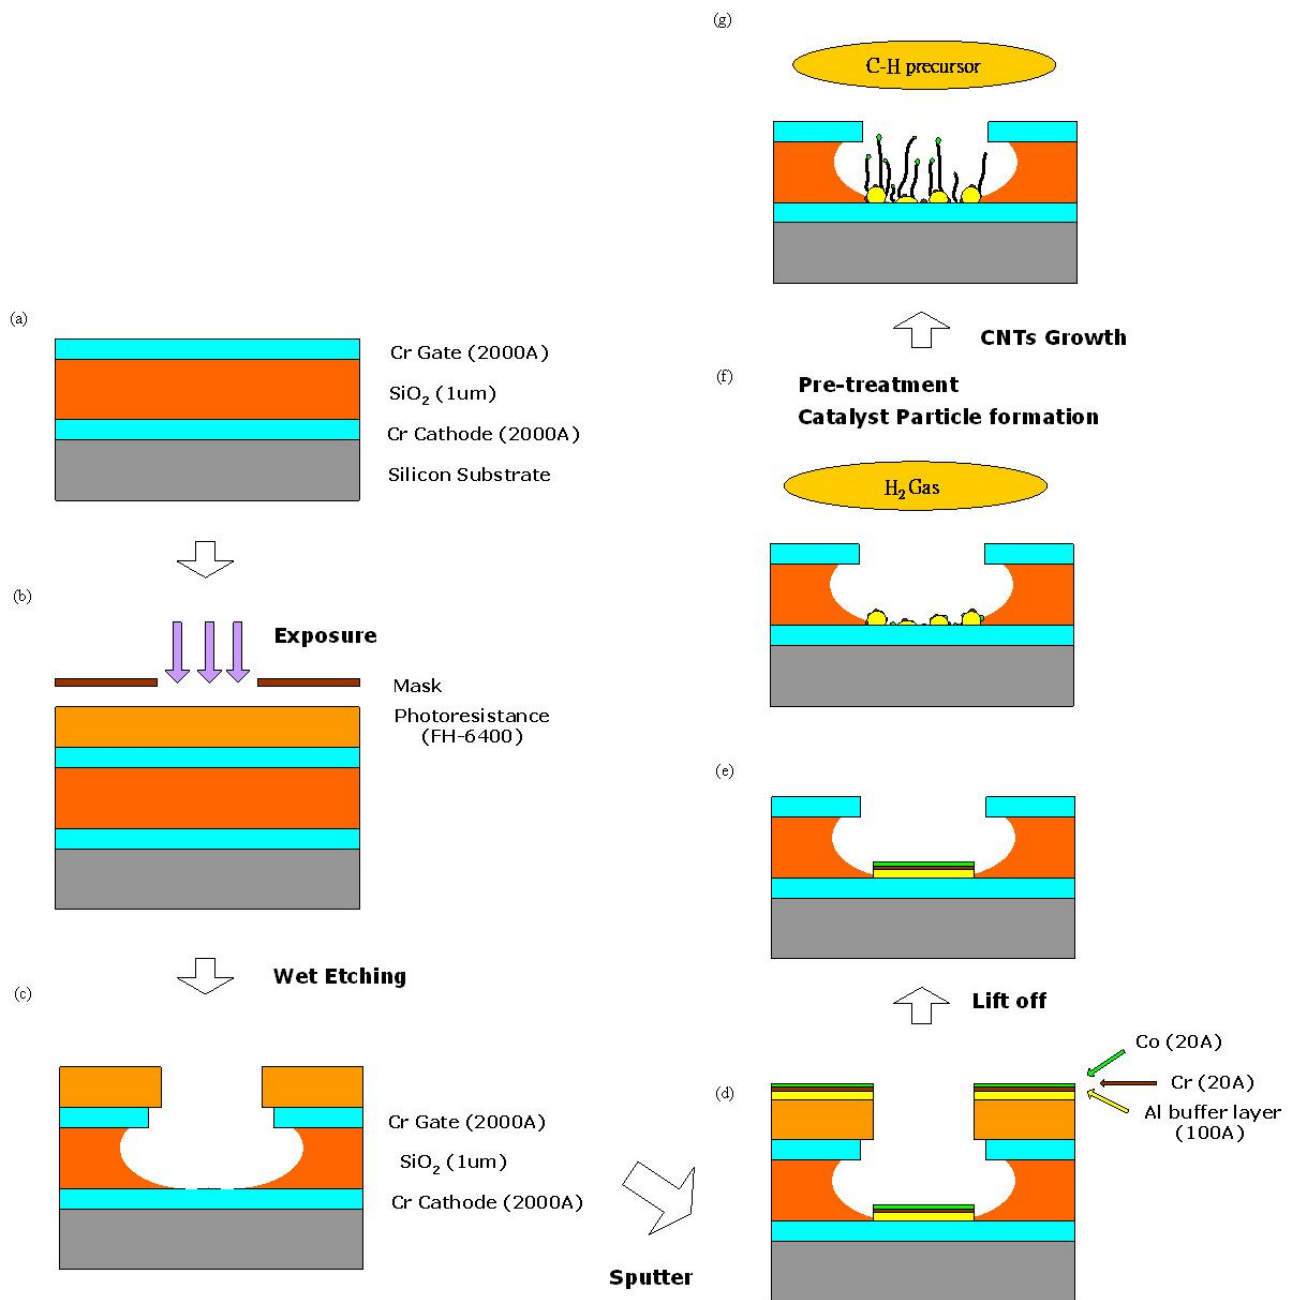 (a)
Cr Gate (2000A)
SiO₂ (1um)
Cr Cathode (2000A)
Silicon Substrate
(b)
Exposure
Mask
Photoresistance
(FH-6400)
Wet Etching
(c)
Cr Gate (2000A)
SiO₂ (1um)
Cr Cathode (2000A)
Sputter
(d)
Co (20A)
Cr (20A)
Al buffer layer
(100A)
Lift off
(e)
(f)
Pre-treatment
Catalyst Particle formation
H₂ Gas
CNTs Growth
(g)
C-H precursor